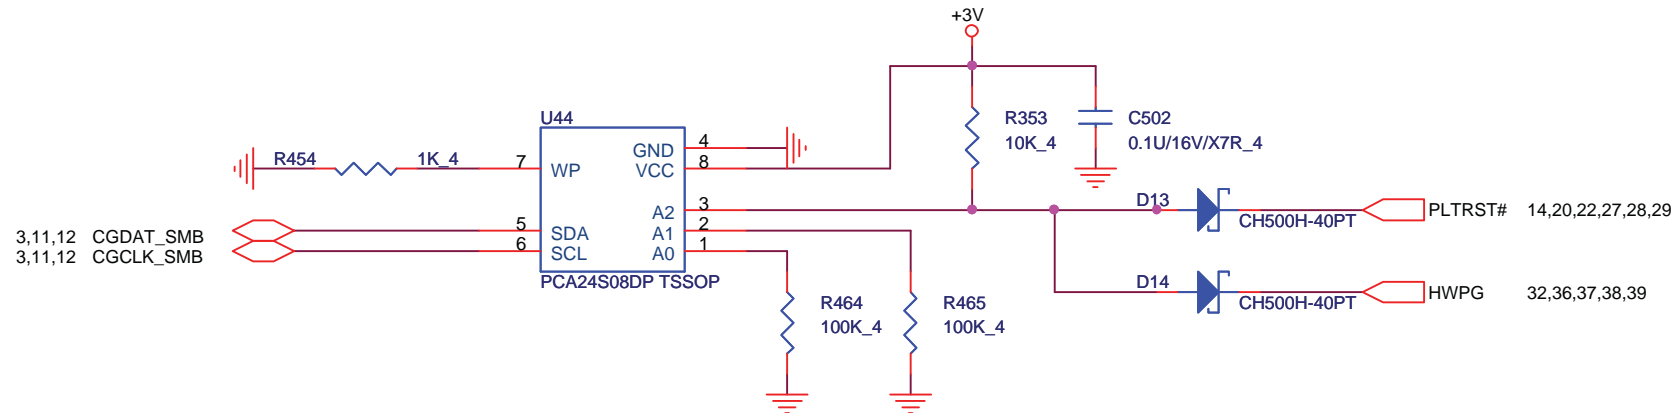 +3V
U44
R353
10K_4
C502
0.1U/16V/X7R_4
R454
1K_4
7
WP
GND
4
VCC
8
A2
3
A1
2
A0
1
D13
CH500H-40PT
PLTRST# 14,20,22,27,28,29
3,11,12 CGDAT_SMB
5
SDA
3,11,12 CGCLK_SMB
6
SCL
PCA24S08DP TSSOP
D14
CH500H-40PT
HWPG 32,36,37,38,39
R464
100K_4
R465
100K_4